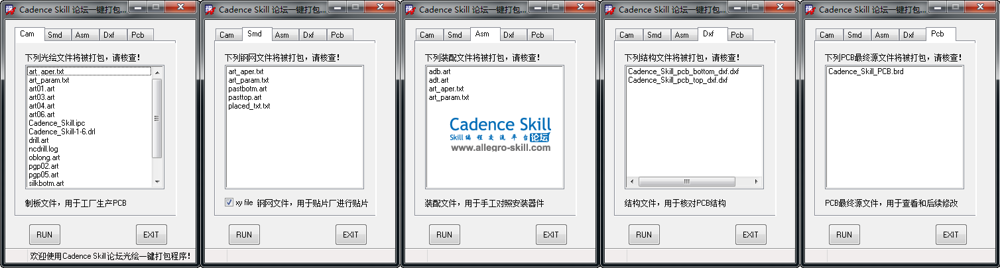 Cadence Skill 论坛一键打包...
Cam Smd Asm Dxf Pcb
下列光绘文件将被打包，请核查！
art_aper.txt
art_param.txt
art01.art
art03.art
art04.art
art06.art
Cadence_Skill.ipc
Cadence_Skill-1-6.drl
drill.art
ncdrill.log
oblong.art
pgp02.art
pgp05.art
silkbotm.art
制板文件，用于工厂生产PCB
RUN EXIT
欢迎使用Cadence Skill论坛光绘一键打包程序！
Cadence Skill 论坛一键打包...
Cam Smd Asm Dxf Pcb
下列钢网文件将被打包，请核查！
art_aper.txt
art_param.txt
pastbotm.art
pasttop.art
placed_txt.txt
xy file 钢网文件，用于贴片厂进行贴片
RUN EXIT
Cadence Skill 论坛一键打包...
Cam Smd Asm Dxf Pcb
下列装配文件将被打包，请核查！
adb.art
adt.art
art_aper.txt
art_param.txt
Cadence Skill
Skill 编程交流平台 论坛
www.allegro-skill.com
装配文件，用于手工对照安装器件
RUN EXIT
Cadence Skill 论坛一键打包...
Cam Smd Asm Dxf Pcb
下列结构文件将被打包，请核查！
Cadence_Skill_pcb_bottom_dxf.dxf
Cadence_Skill_pcb_top_dxf.dxf
结构文件，用于核对PCB结构
RUN EXIT
Cadence Skill 论坛一键打包...
Cam Smd Asm Dxf Pcb
下列PCB最终源文件将被打包，请核查！
Cadence_Skill_PCB.brd
PCB最终源文件，用于查看和后续修改
RUN EXIT